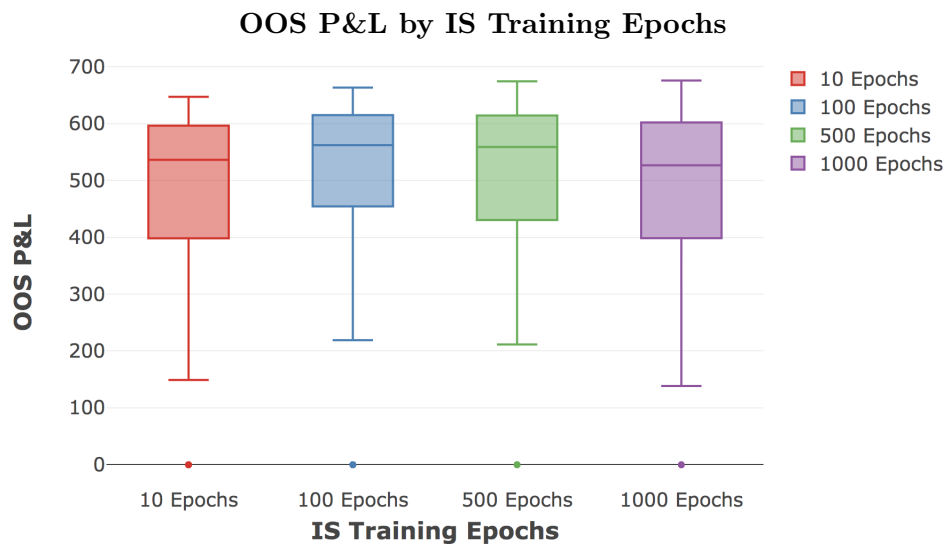 OOS P&L by IS Training Epochs
700
600
500
400
300
200
100
0
OOS P&L
10 Epochs
100 Epochs
500 Epochs
1000 Epochs
IS Training Epochs
10 Epochs
100 Epochs
500 Epochs
1000 Epochs